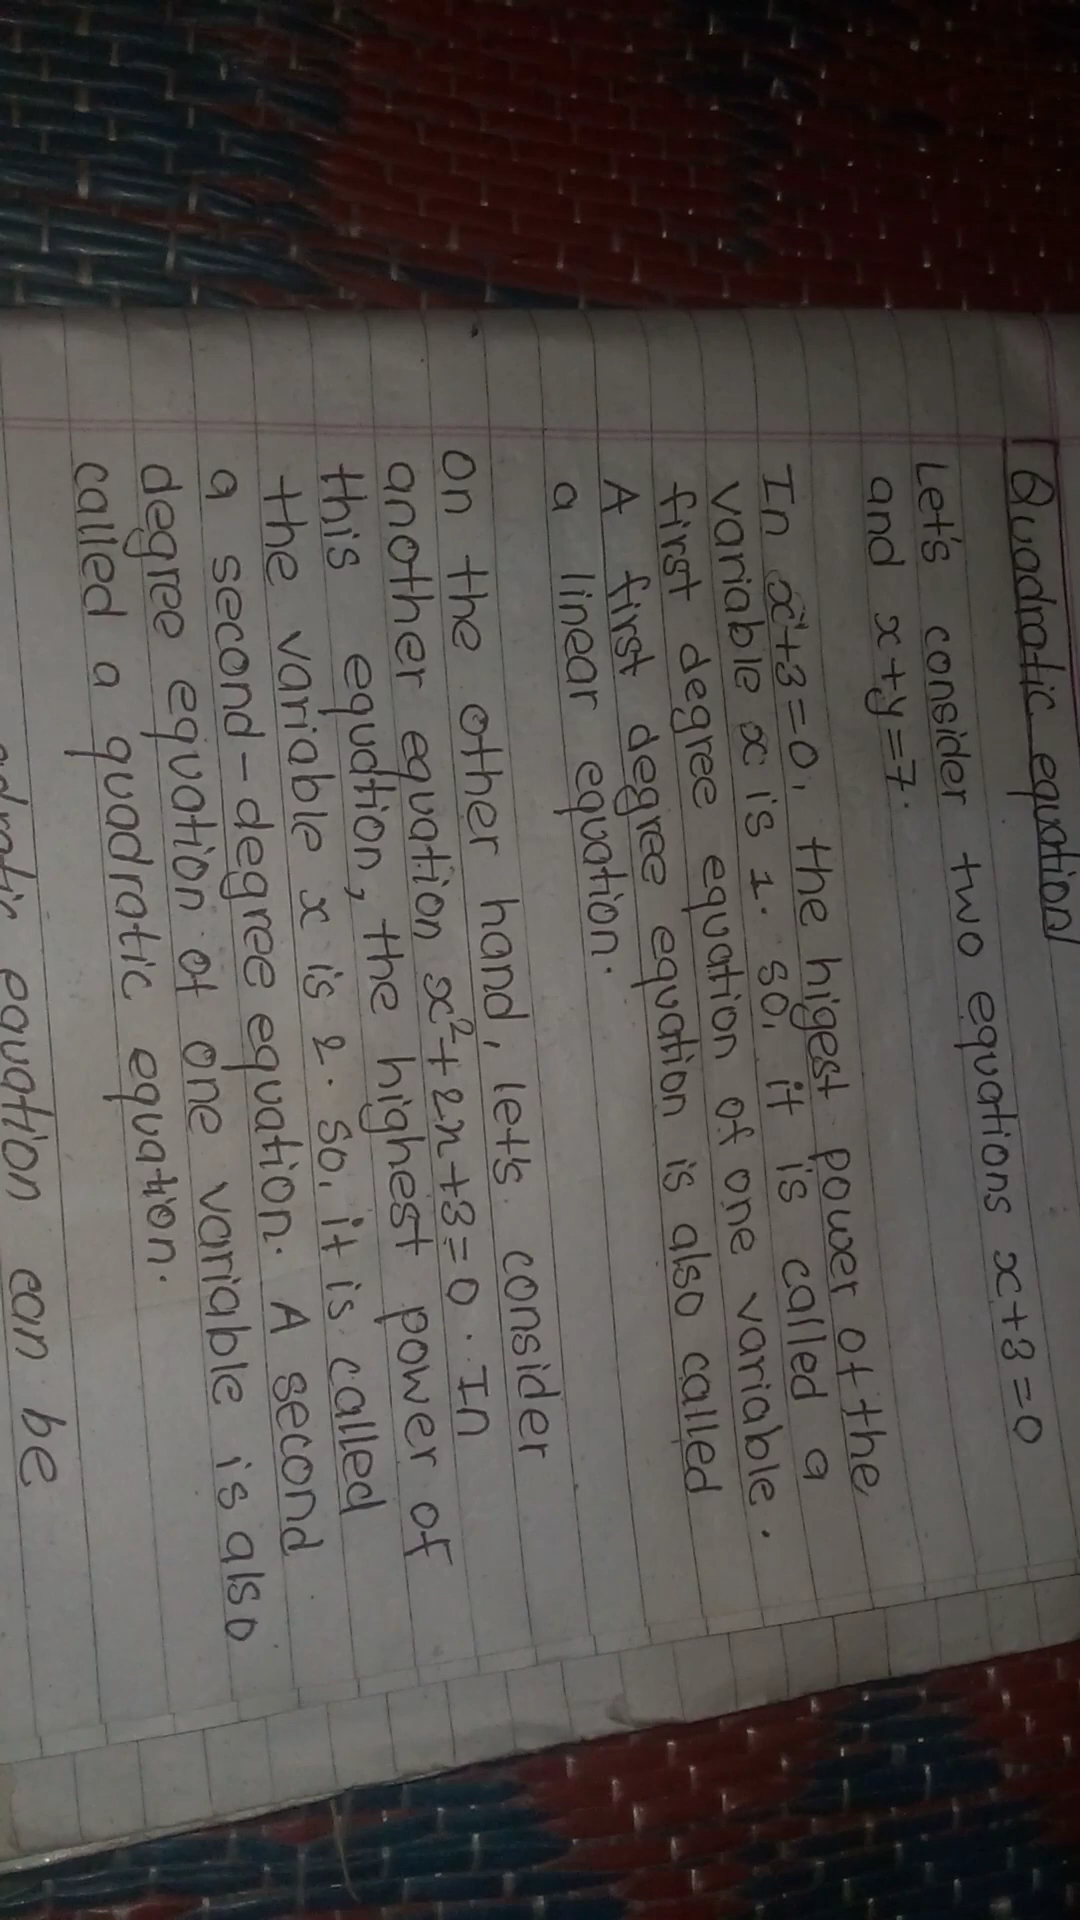 Quadratic equation
Let's consider two equations x+3=0
and x+y=7.
In x¹+3=0, the higest power of the
variable x is 1. so, it is called a
first degree equation of one variable.
A first degree equation is also called
a linear equation.
on the other hand, let's consider
another equation x²+2x+3=0. In
this equation, the highest power of
the variable x is 2. So, it is called
a second-degree equation. A second
degree equation of one variable is also
called a quadratic equation.
equation can be